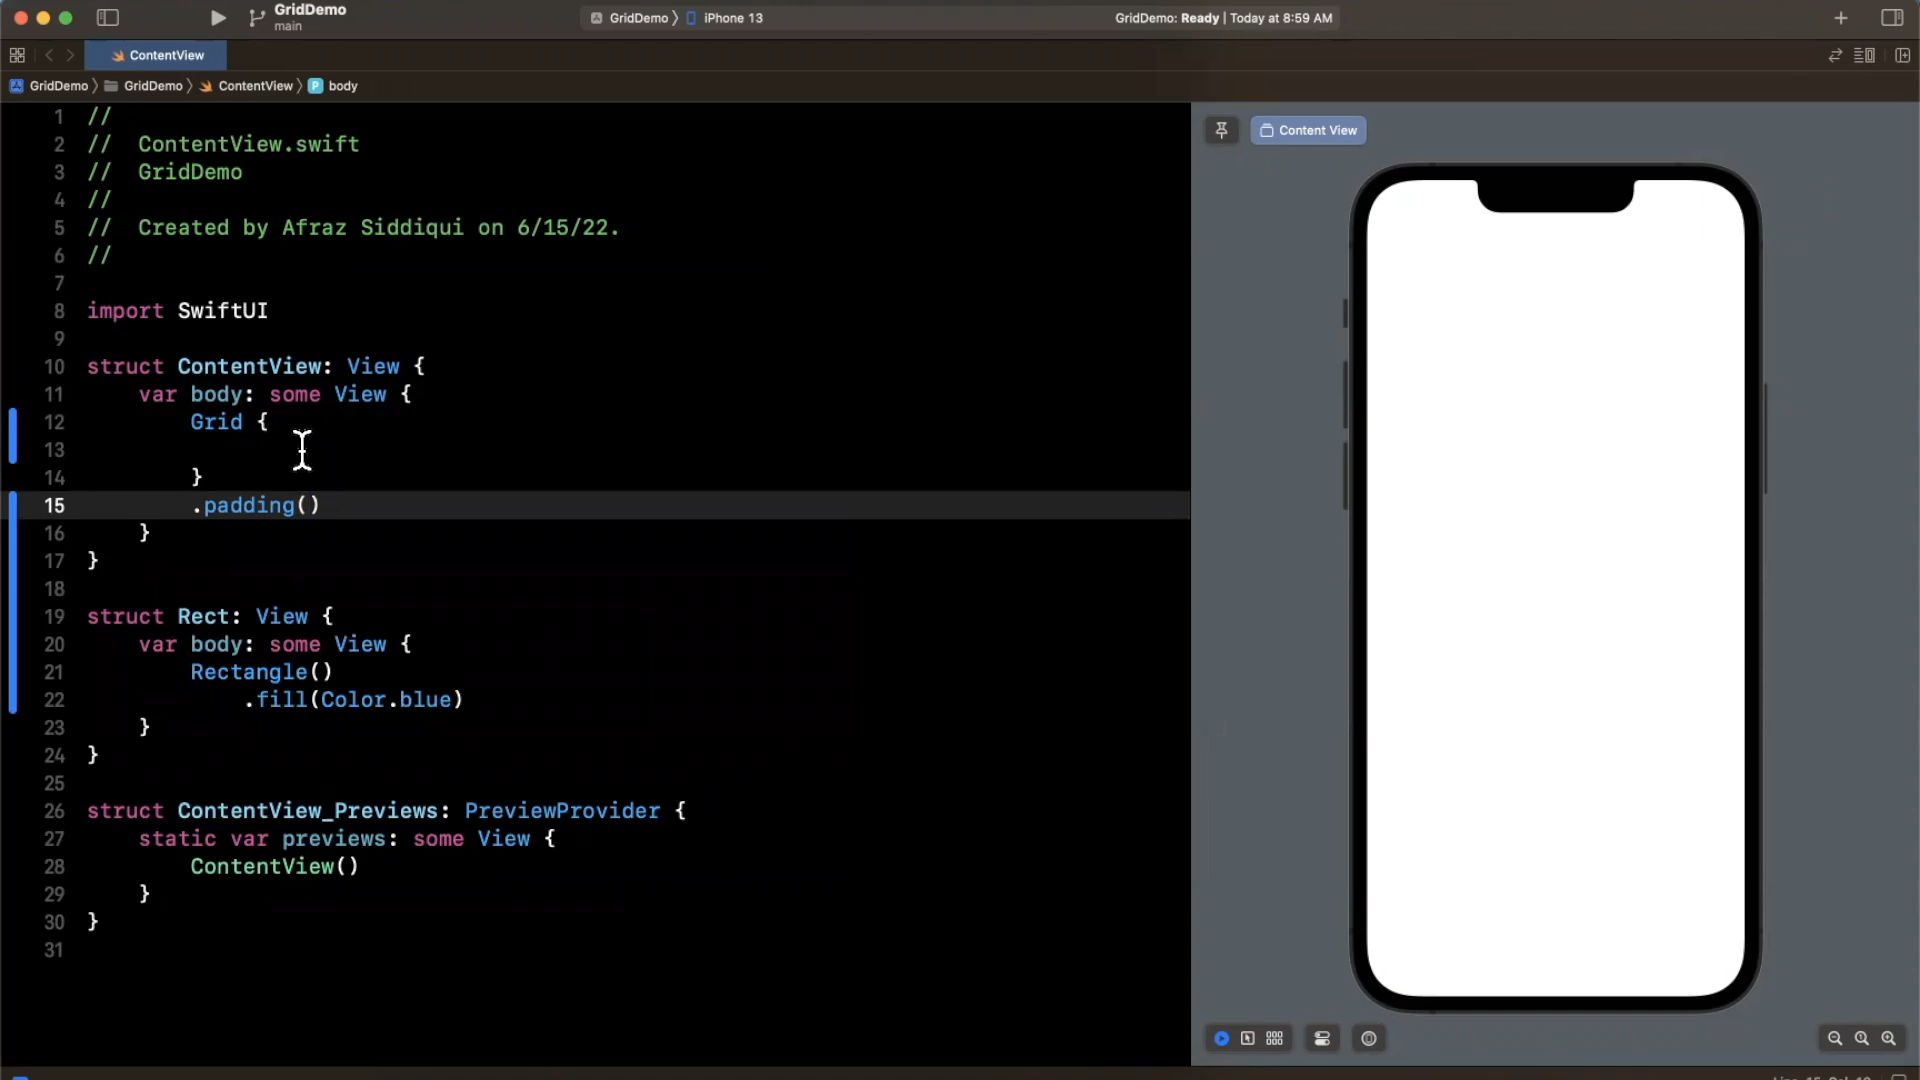 GridDemo
main
GridDemo 〉 iPhone 13
GridDemo: Ready | Today at 8:59 AM
ContentView
GridDemo 〉 GridDemo 〉 ContentView 〉 P body
1 //
2 //  ContentView.swift
3 //  GridDemo
4 //
5 //  Created by Afraz Siddiqui on 6/15/22.
6 //
7
8 import SwiftUI
9
10 struct ContentView: View {
11     var body: some View {
12         Grid {
13
14         }
15         .padding()
16     }
17 }
18
19 struct Rect: View {
20     var body: some View {
21         Rectangle()
22             .fill(Color.blue)
23     }
24 }
25
26 struct ContentView_Previews: PreviewProvider {
27     static var previews: some View {
28         ContentView()
29     }
30 }
31
Content View